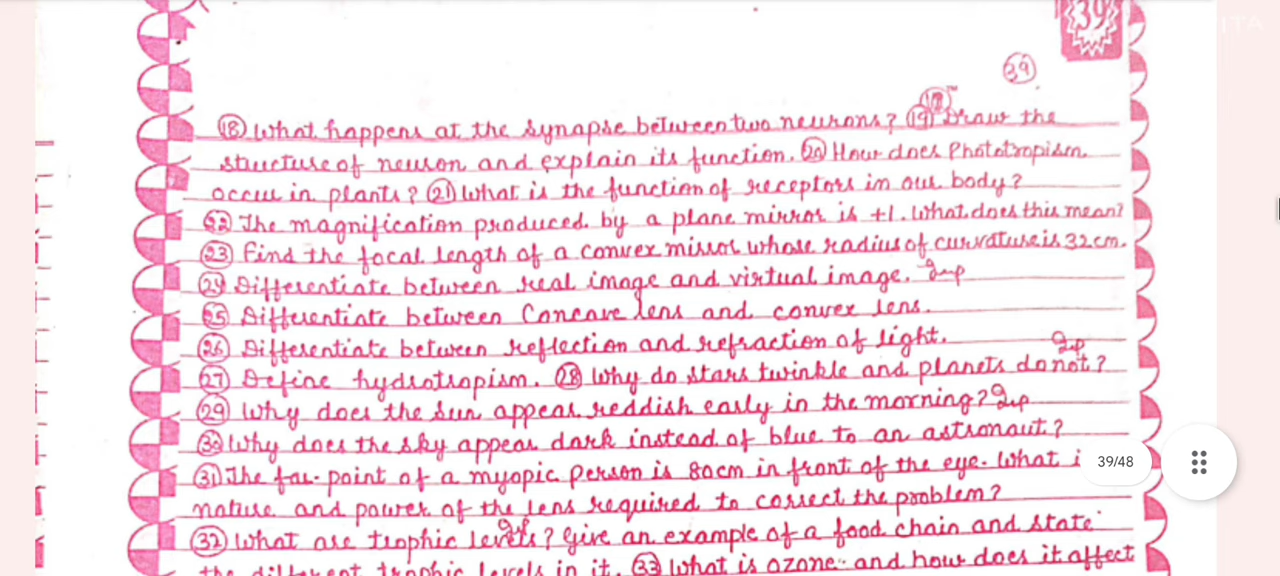 39
(39)
(18) What happens at the synapse between two neurons? (19) Draw the
structure of neuron and explain its function. (20) How does Phototropism
occur in plants? (21) What is the function of receptors in our body?
(22) The magnification produced by a plane mirror is +1. What does this mean?
(23) Find the focal length of a convex mirror whose radius of curvature is 32cm.
(24) Differentiate between real image and virtual image. Imp
(25) Differentiate between Concave lens and convex lens.
(26) Differentiate between reflection and refraction of light.
(27) Define hydrotropism. (28) Why do stars twinkle and planets do not? Imp
(29) Why does the Sun appear reddish early in the morning? Imp
(30) Why does the sky appear dark instead of blue to an astronaut?
(31) The far-point of a myopic person is 80cm in front of the eye. What i
39/48
nature and power of the lens required to correct the problem?
(32) What are trophic levels? Give an example of a food chain and state
the different trophic levels in it. (33) What is ozone and how does it affect